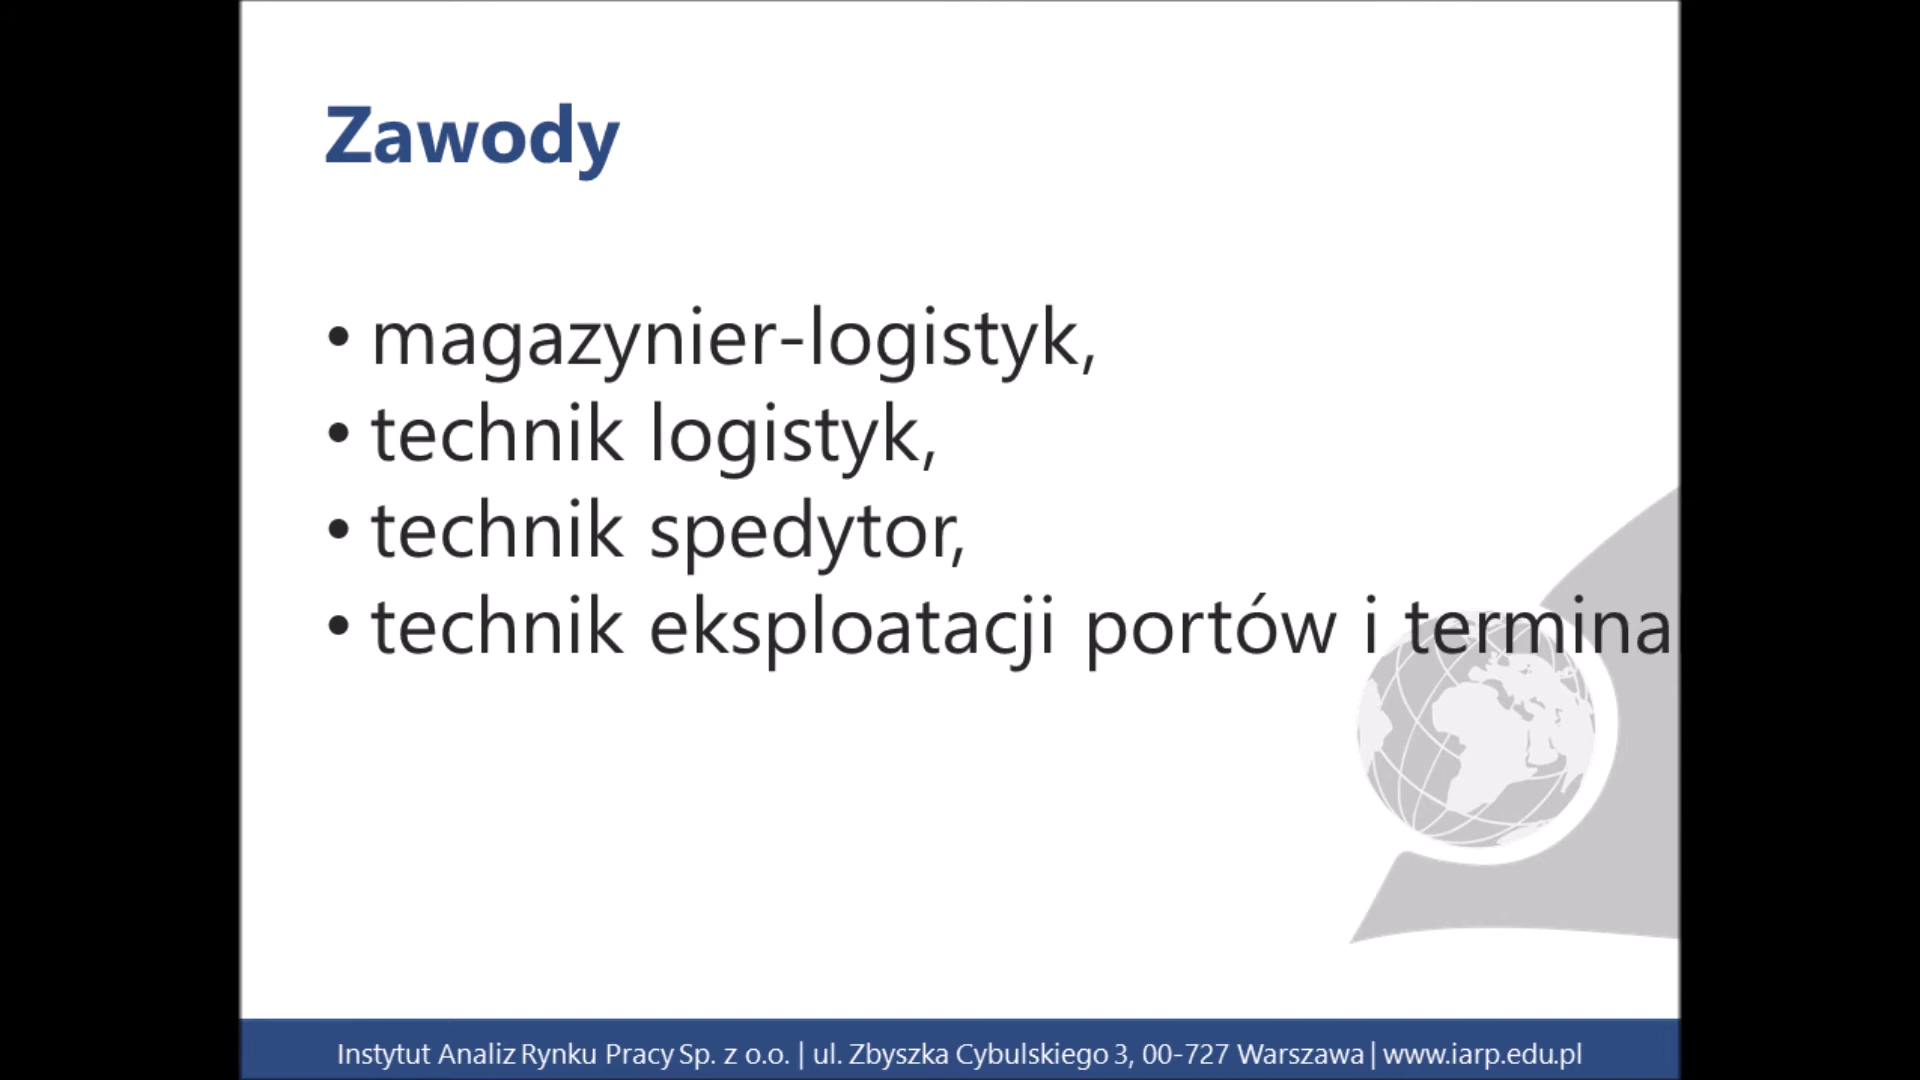 Zawody
• magazynier-logistyk,
• technik logistyk,
• technik spedytor,
• technik eksploatacji portów i termina
Instytut Analiz Rynku Pracy Sp. z o.o. | ul. Zbyszka Cybulskiego 3, 00-727 Warszawa | www.iarp.edu.pl